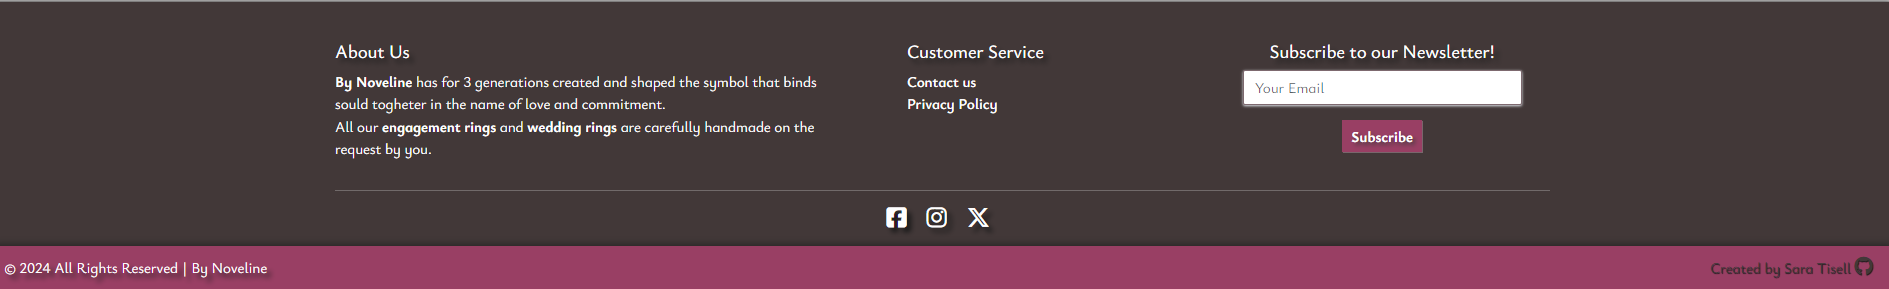 About Us
By Noveline has for 3 generations created and shaped the symbol that binds
sould togheter in the name of love and commitment.
All our engagement rings and wedding rings are carefully handmade on the
request by you.
Customer Service
Contact us
Privacy Policy
Subscribe to our Newsletter!
Your Email
Subscribe
© 2024 All Rights Reserved | By Noveline
Created by Sara Tisell